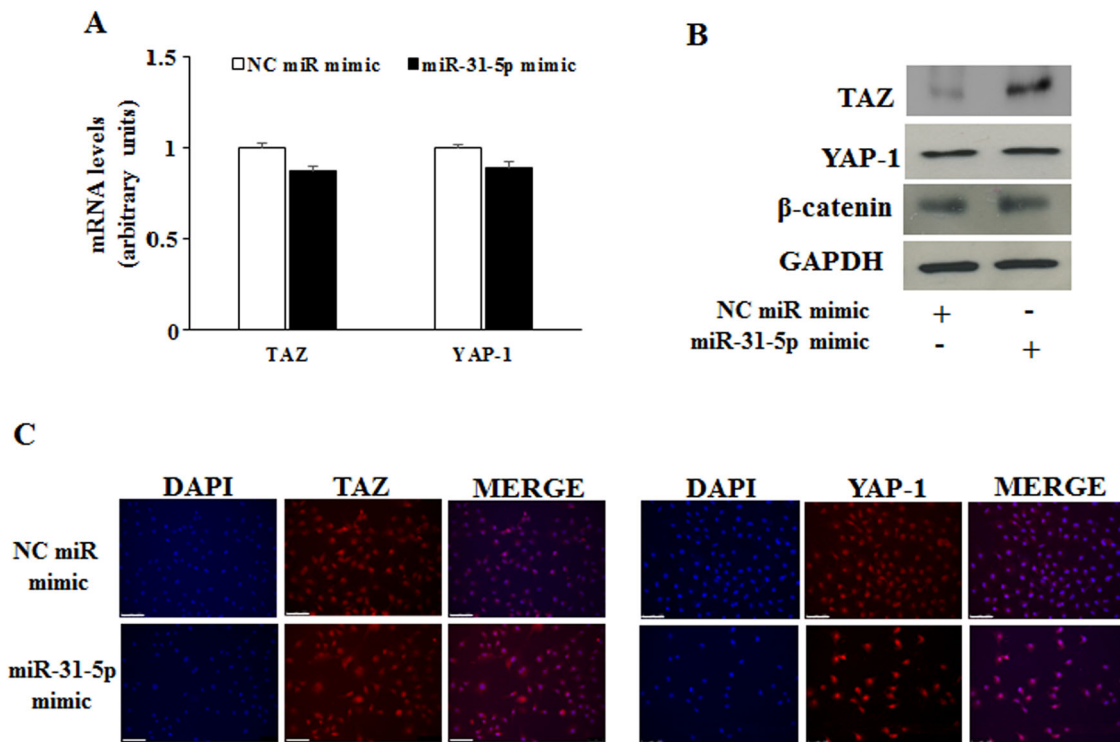 A
1.5
NC miR mimic
miR-31-5p mimic
1
0.5
0
mRNA levels
(arbitrary units)
TAZ
YAP-1
B
TAZ
YAP-1
β-catenin
GAPDH
NC miR mimic + -
miR-31-5p mimic - +
C
DAPI TAZ MERGE
DAPI YAP-1 MERGE
NC miR
mimic
miR-31-5p
mimic